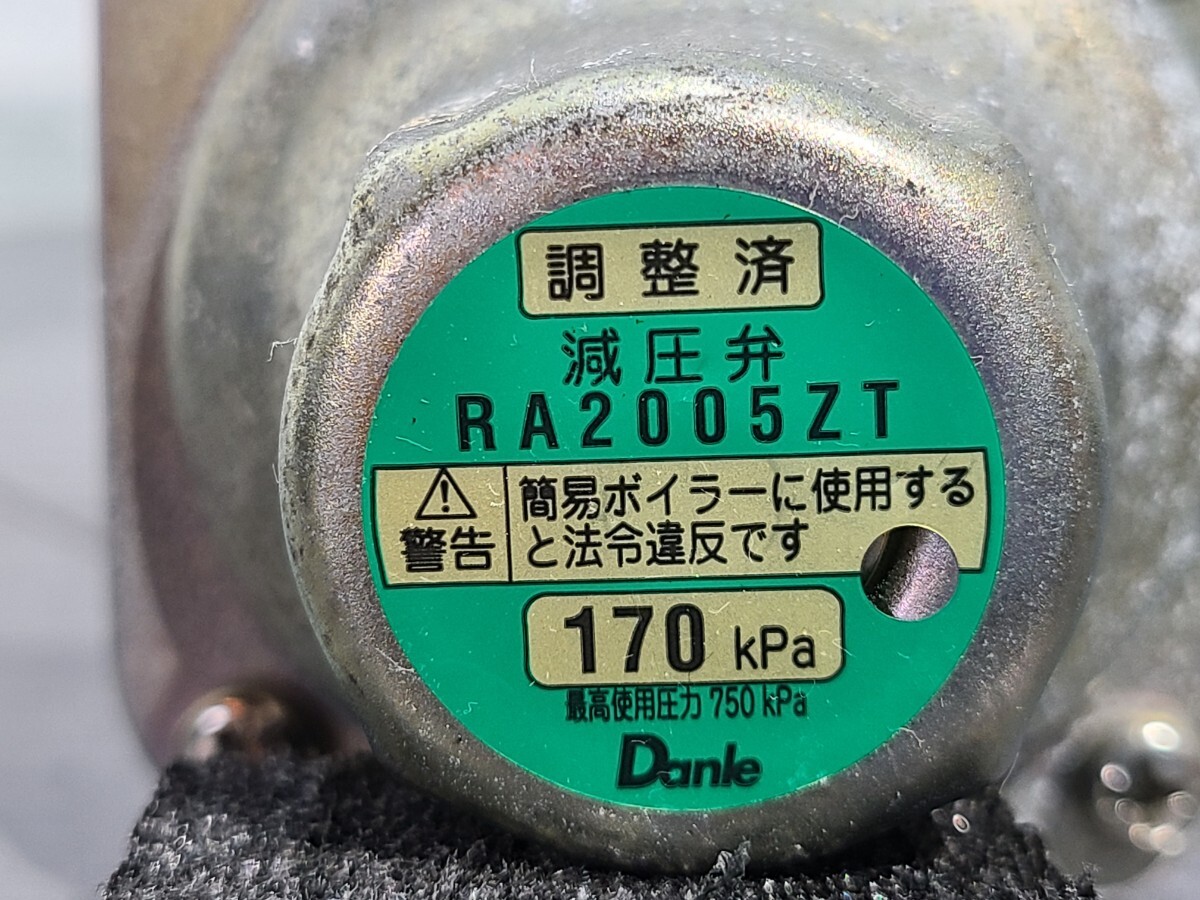 調整済
減圧弁
RA2005ZT
警告
簡易ボイラーに使用する
と法令違反です
170 kPa
最高使用圧力 750 kPa
Danle